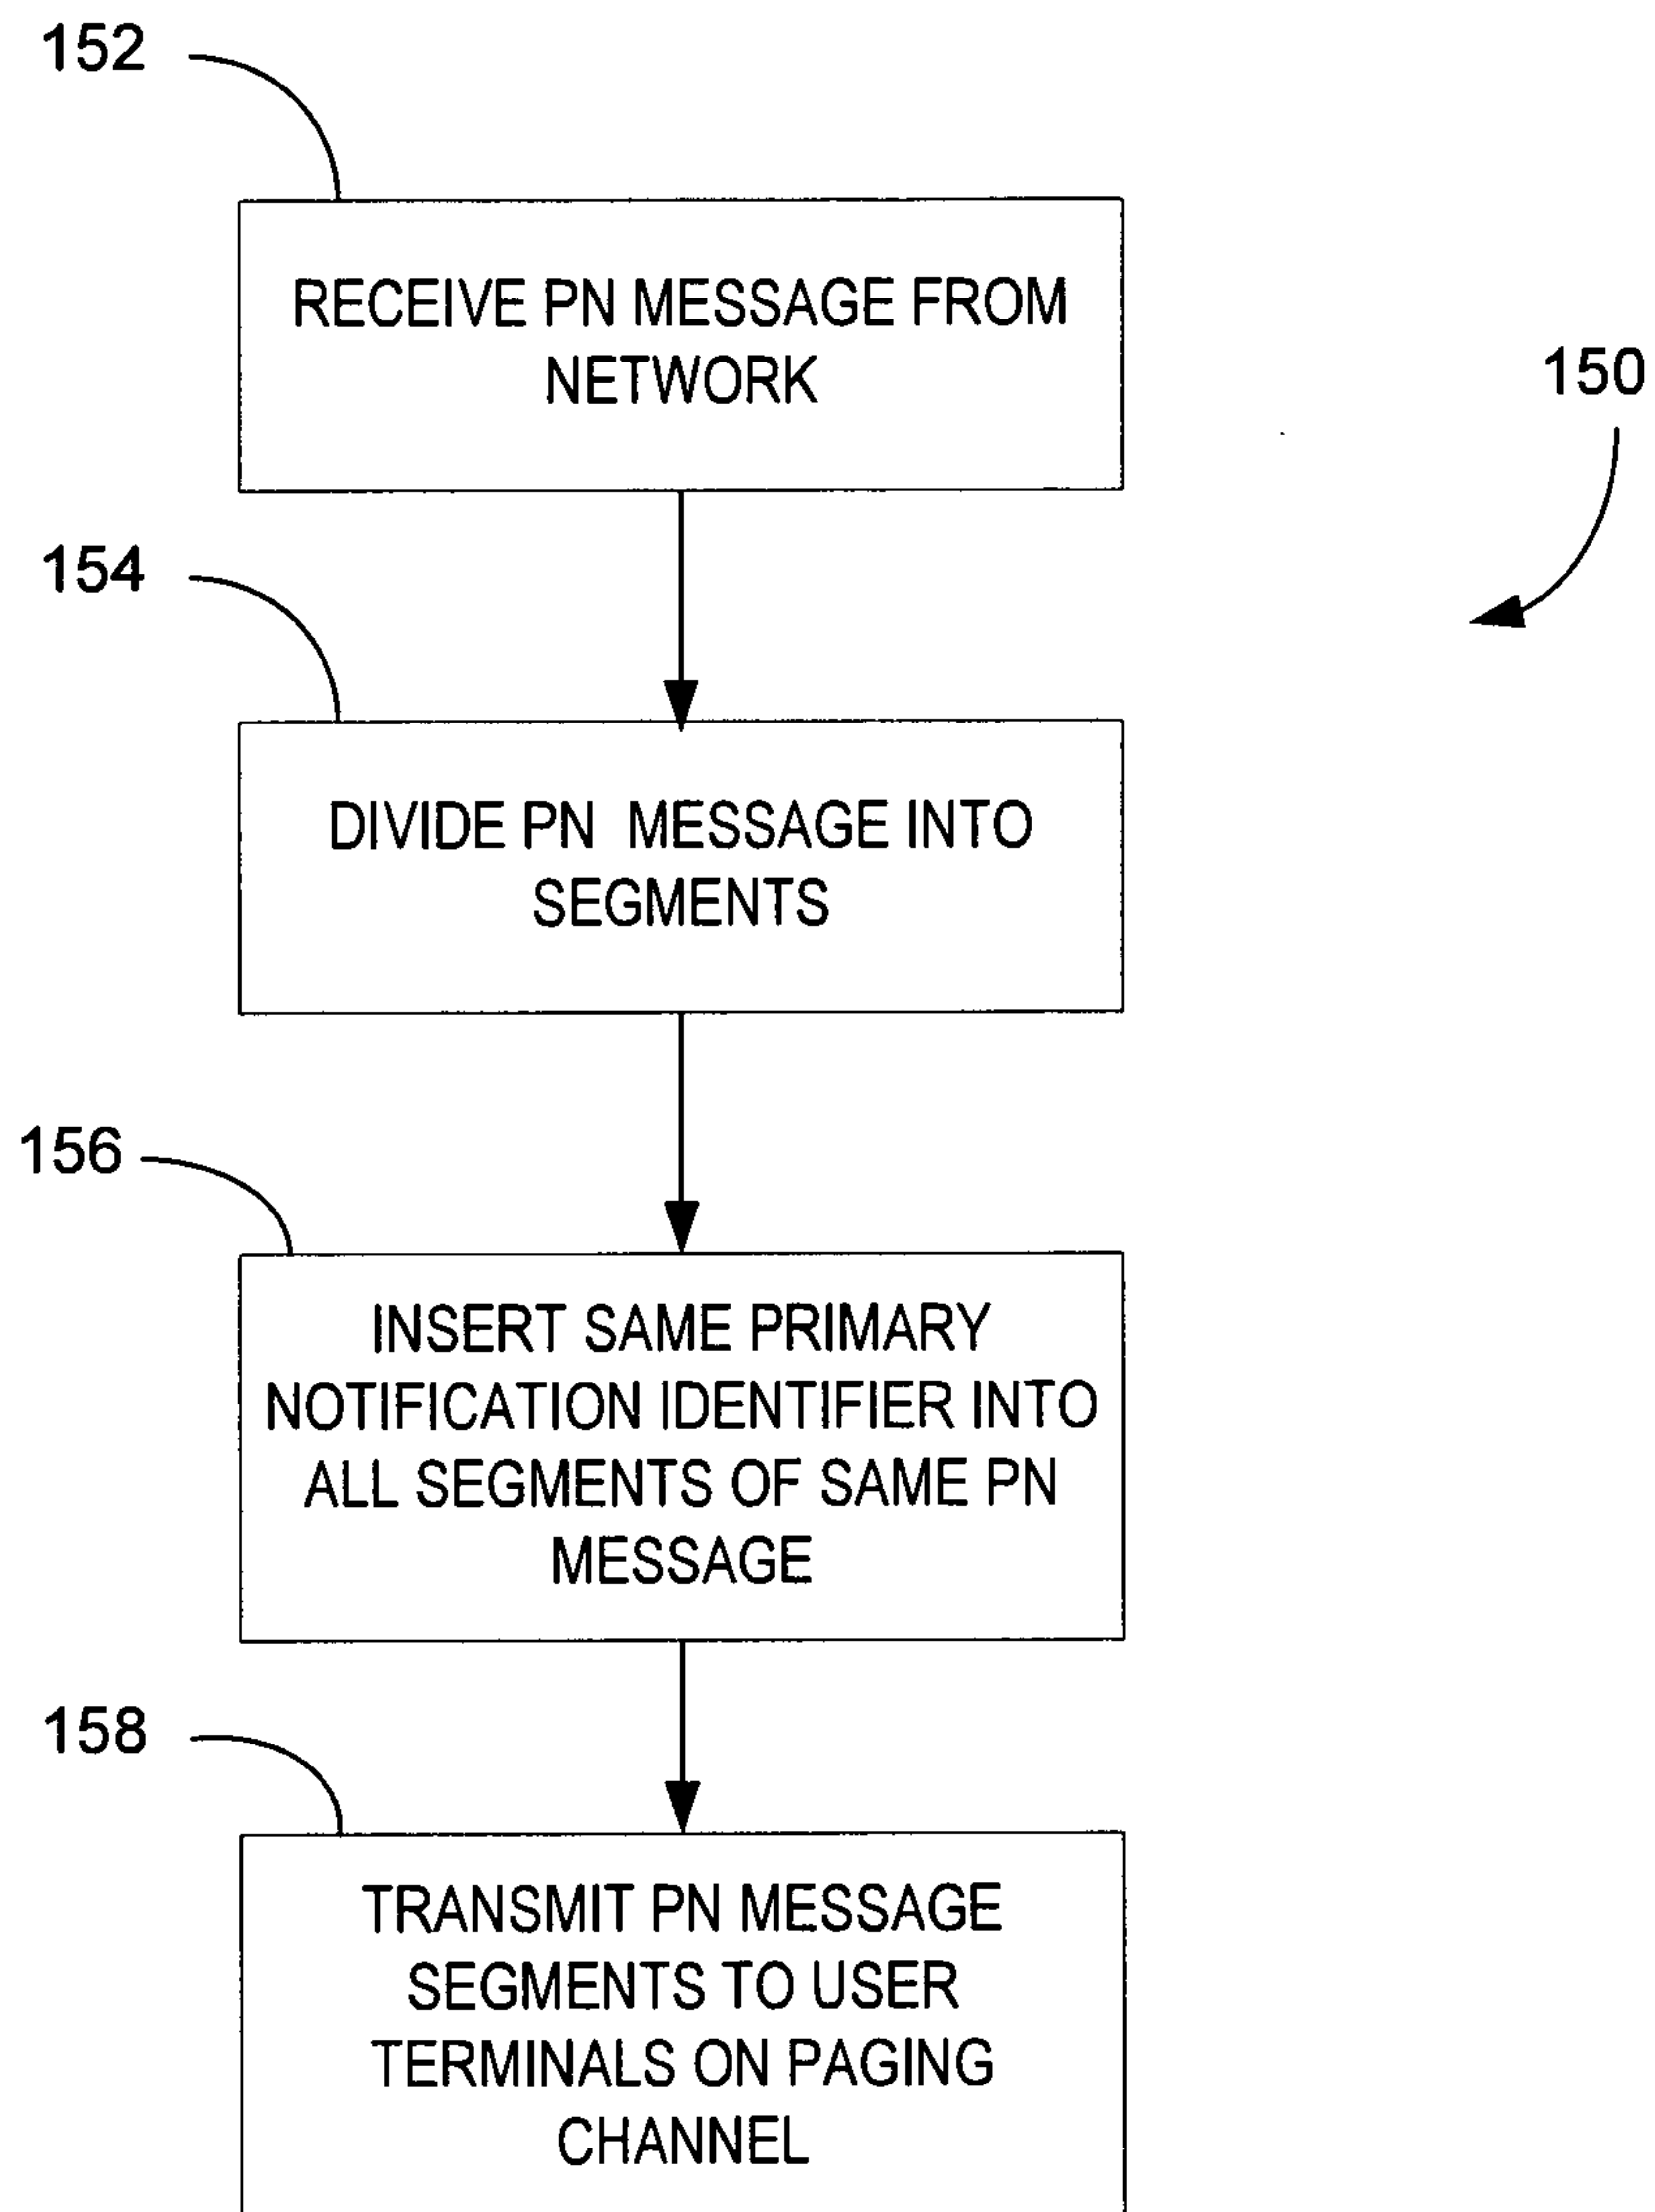 152
RECEIVE PN MESSAGE FROM
NETWORK
150
154
DIVIDE PN MESSAGE INTO
SEGMENTS
156
INSERT SAME PRIMARY
NOTIFICATION IDENTIFIER INTO
ALL SEGMENTS OF SAME PN
MESSAGE
158
TRANSMIT PN MESSAGE
SEGMENTS TO USER
TERMINALS ON PAGING
CHANNEL